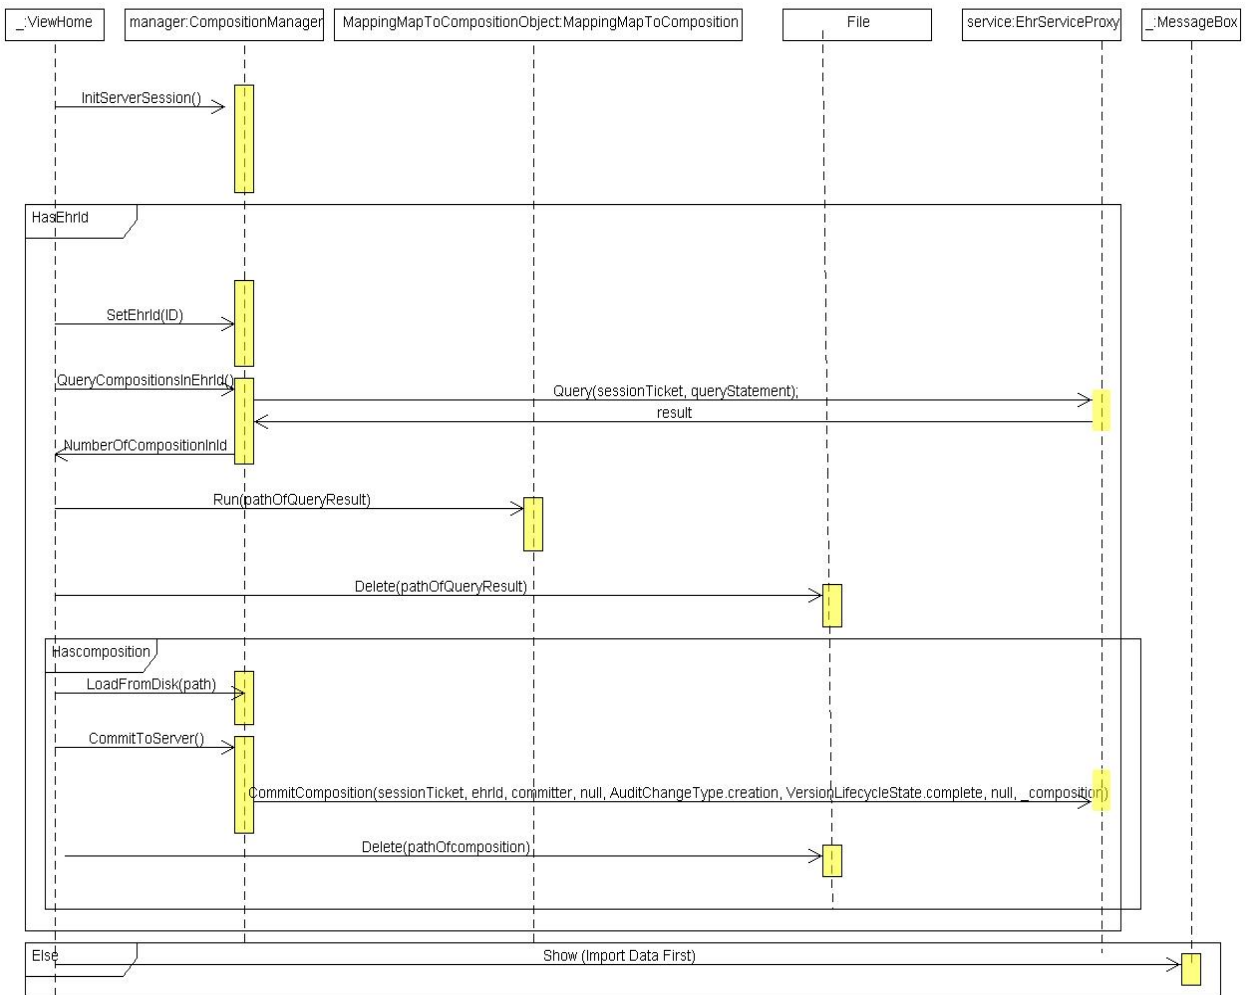 _:ViewHome
manager:CompositionManager
MappingMapToCompositionObject:MappingMapToComposition
File
service:EhrServiceProxy
_:MessageBox
InitServerSession()
HasEhrId
SetEhrId(ID)
QueryCompositionsInEhrId()
Query(sessionTicket, queryStatement);
result
NumberOfCompositionInId
Run(pathOfQueryResult)
Delete(pathOfQueryResult)
Hascomposition
LoadFromDisk(path)
CommitToServer()
CommitComposition(sessionTicket, ehrId, committer, null, AuditChangeType.creation, VersionLifecycleState.complete, null, _composition)
Delete(pathOfcomposition)
Else
Show (Import Data First)